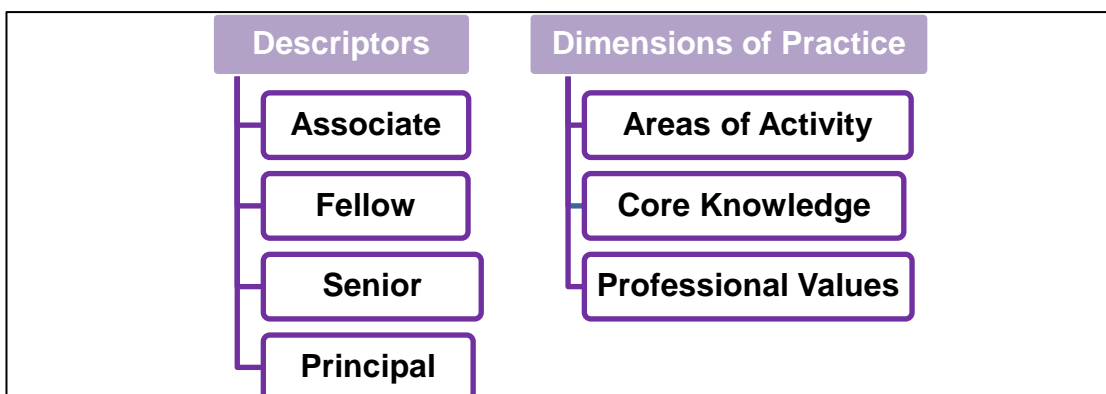 Descriptors
Associate
Fellow
Senior
Principal
Dimensions of Practice
Areas of Activity
Core Knowledge
Professional Values